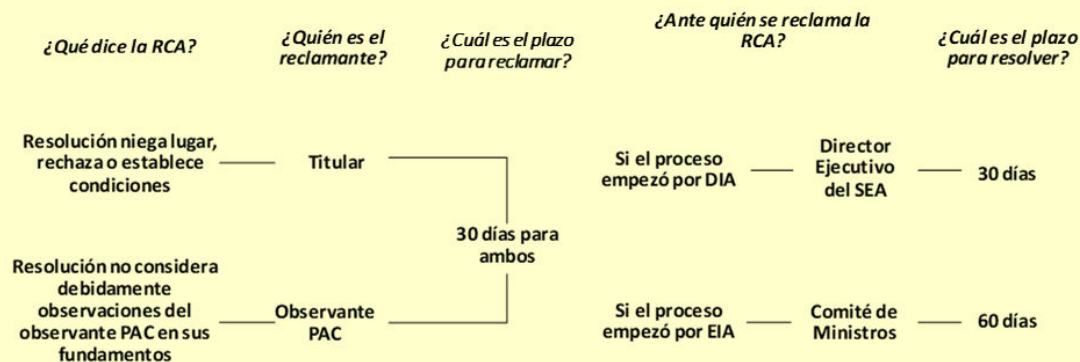 ¿Qué dice la RCA?
¿Quién es el
reclamante?
¿Cuál es el plazo
para reclamar?
¿Ante quién se reclama la
RCA?
¿Cuál es el plazo
para resolver?
Resolución niega lugar,
rechaza o establece
condiciones
Titular
Si el proceso
empezó por DIA
Director
Ejecutivo
del SEA
30 días
30 días para
ambos
Resolución no considera
debidamente
observaciones del
observante PAC en sus
fundamentos
Observante
PAC
Si el proceso
empezó por EIA
Comité de
Ministros
60 días